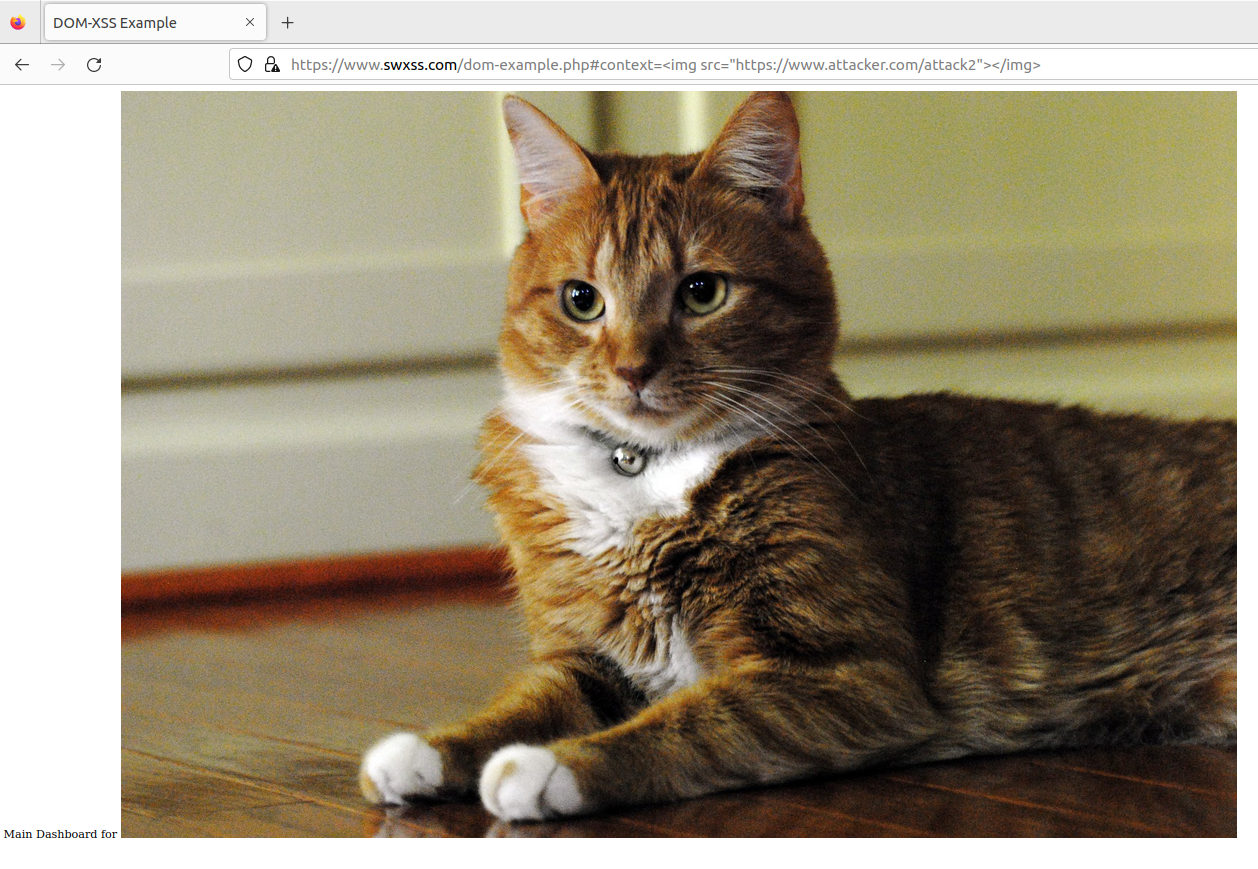 DOM-XSS Example
https://www.swxss.com/dom-example.php#context=<img src="https://www.attacker.com/attack2"></img>
Main Dashboard for